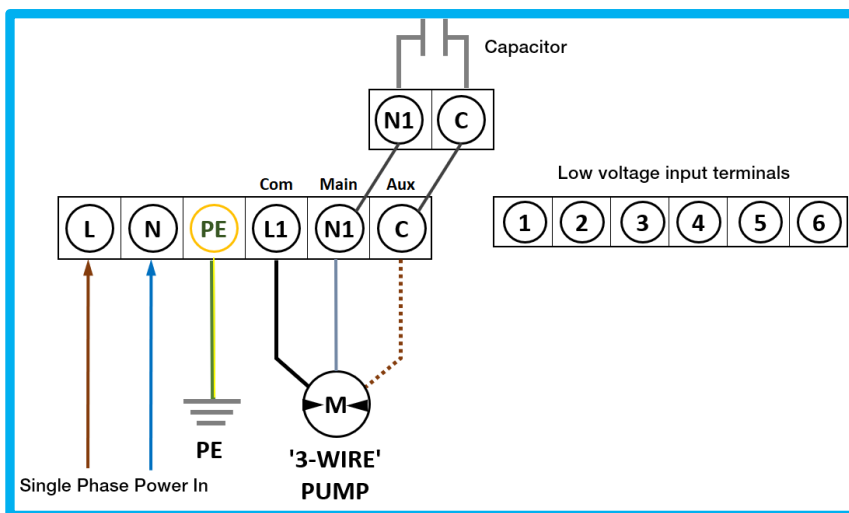 Capacitor
N1 C
Com Main Aux
Low voltage input terminals
L N PE L1 N1 C
1 2 3 4 5 6
M
PE
'3-WIRE'
PUMP
Single Phase Power In